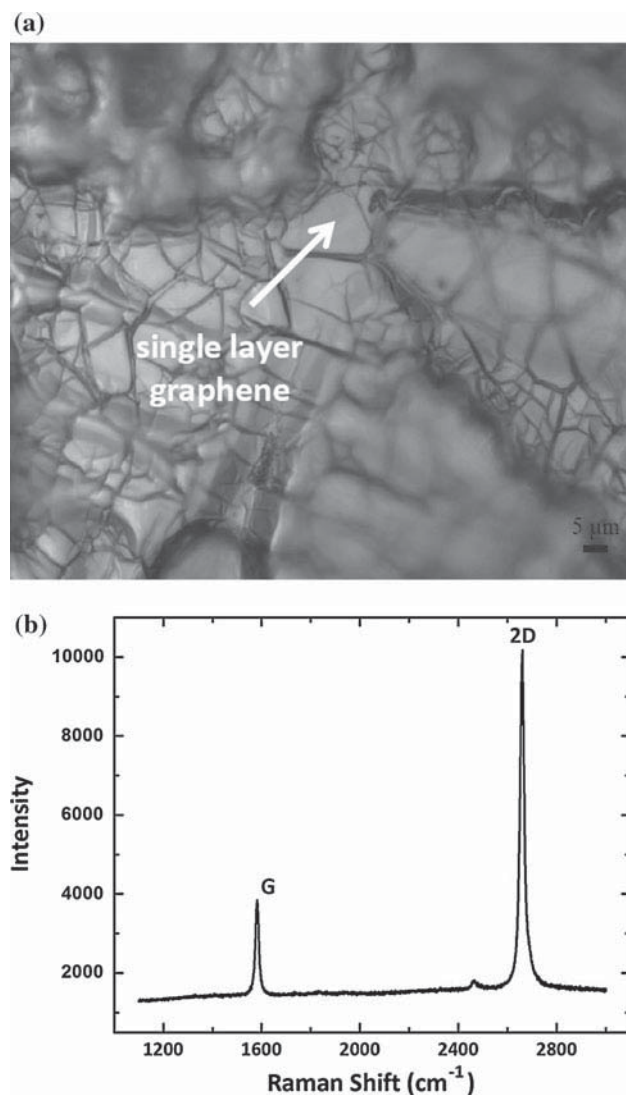 (a)
single layer
graphene
5 µm
(b)
2D
10000
8000
Intensity
6000
G
4000
2000
1200 1600 2000 2400 2800
Raman Shift (cm⁻¹)